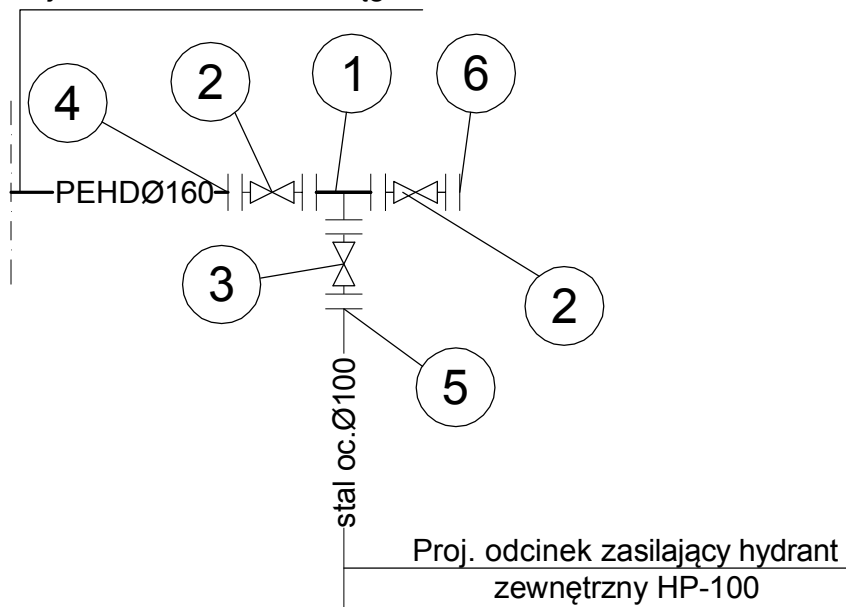 4
2
1
6
PEHDØ160
3
2
5
stal oc.Ø100
Proj. odcinek zasilający hydrant
zewnętrzny HP-100